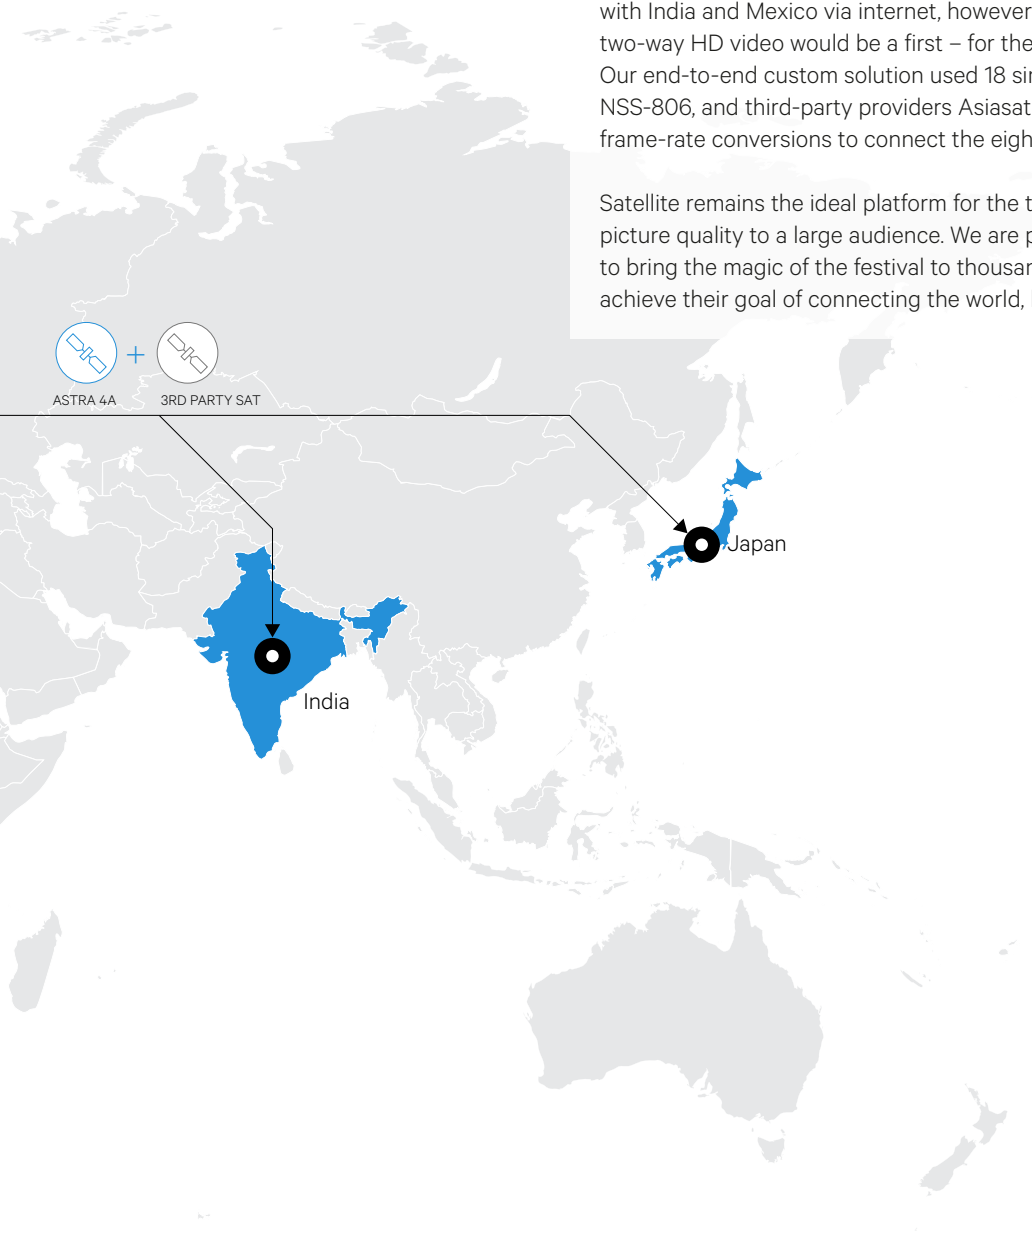 with India and Mexico via internet, however
two-way HD video would be a first – for the
Our end-to-end custom solution used 18
NSS-806, and third-party providers Asiasat
frame-rate conversions to connect the
Satellite remains the ideal platform for the
picture quality to a large audience. We are
to bring the magic of the festival to
achieve their goal of connecting the world,
+
ASTRA 4A
3RD PARTY SAT
Japan
India